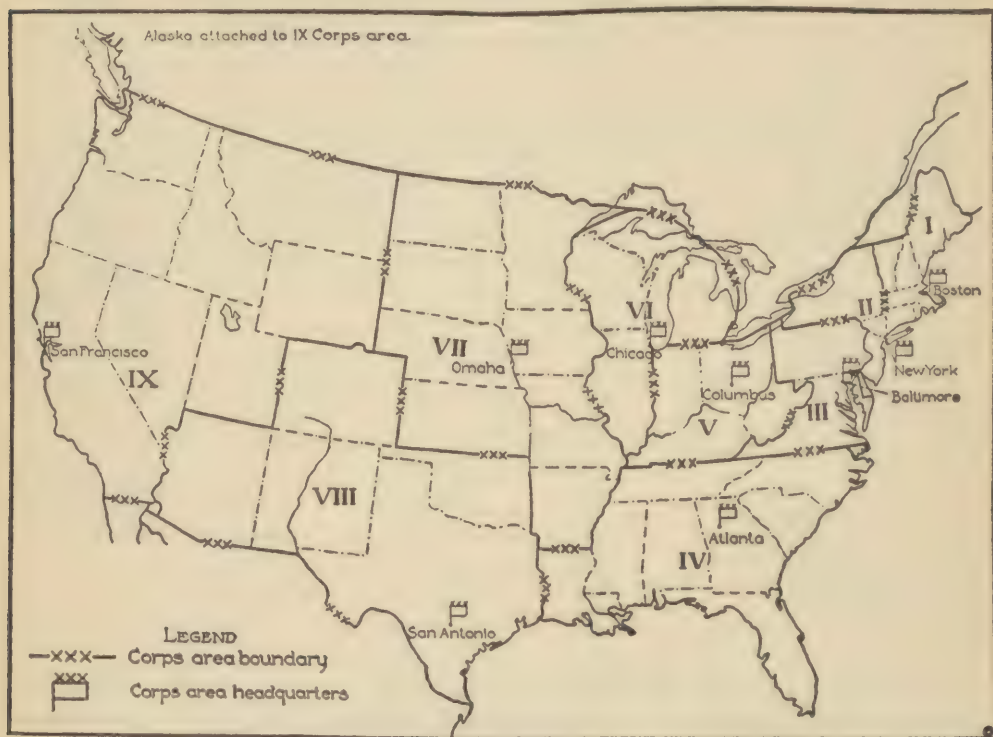 Alaska attached to IX Corps area.
I
Boston
II
VI
VII
Omaha
Chicago
San Francisco
New York
IX
Columbus
Baltimore
III
V
VIII
Atlanta
IV
San Antonio
LEGEND
XXX Corps area boundary
XXX Corps area headquarters